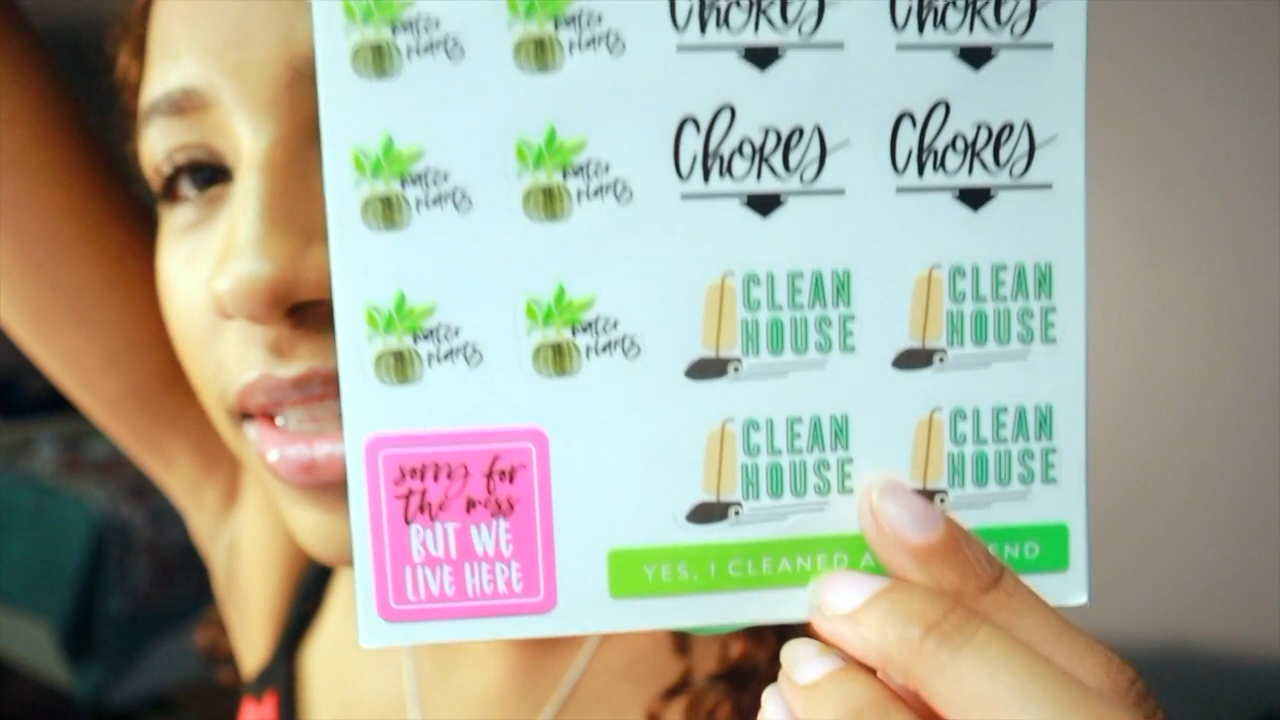 water
plants
water
plants
Chores
Chores
water
plants
water
plants
Chores
Chores
water
plants
water
plants
CLEAN
HOUSE
CLEAN
HOUSE
CLEAN
HOUSE
CLEAN
HOUSE
sorry for
the mess
BUT WE
LIVE HERE
YES, I CLEANED